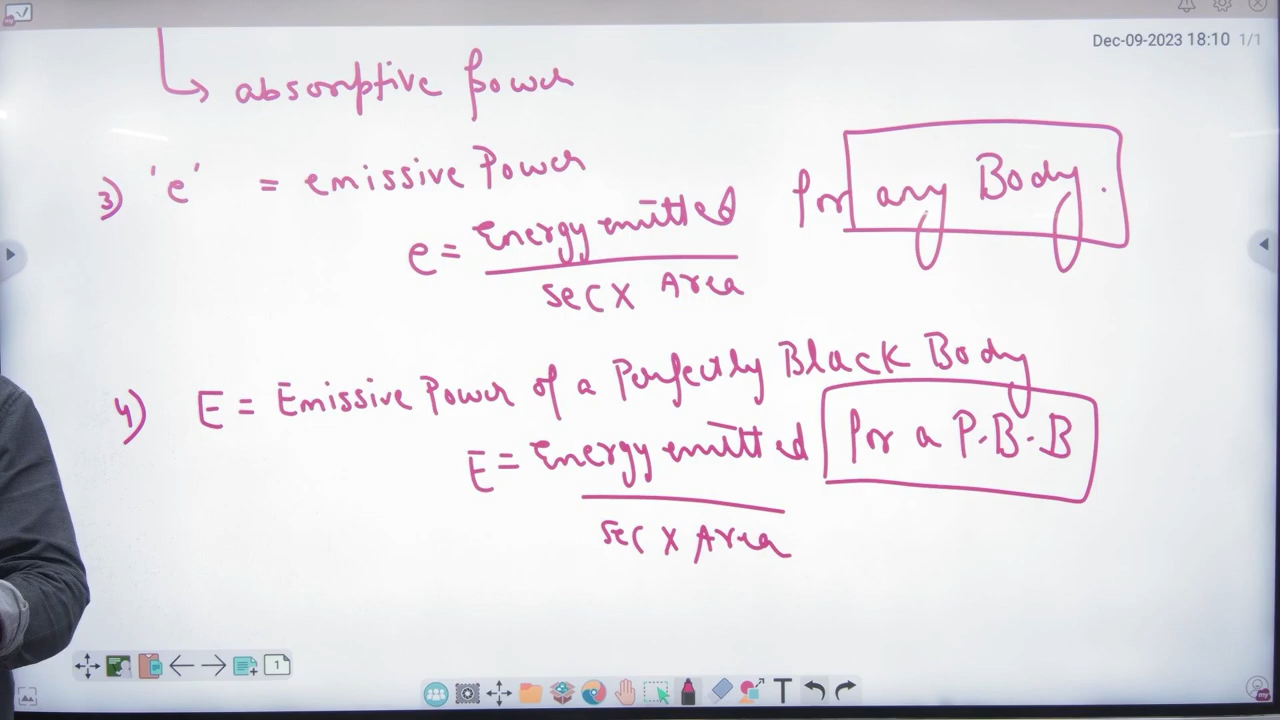 Dec-09-2023 18:10 1/1
↳ absorptive power
3) 'e' = emissive Power
e = Energy emitted / sec x Area for any Body.
4) E = Emissive Power of a Perfectly Black Body
E = Energy emitted / sec x Area for a P.B.B
1
T